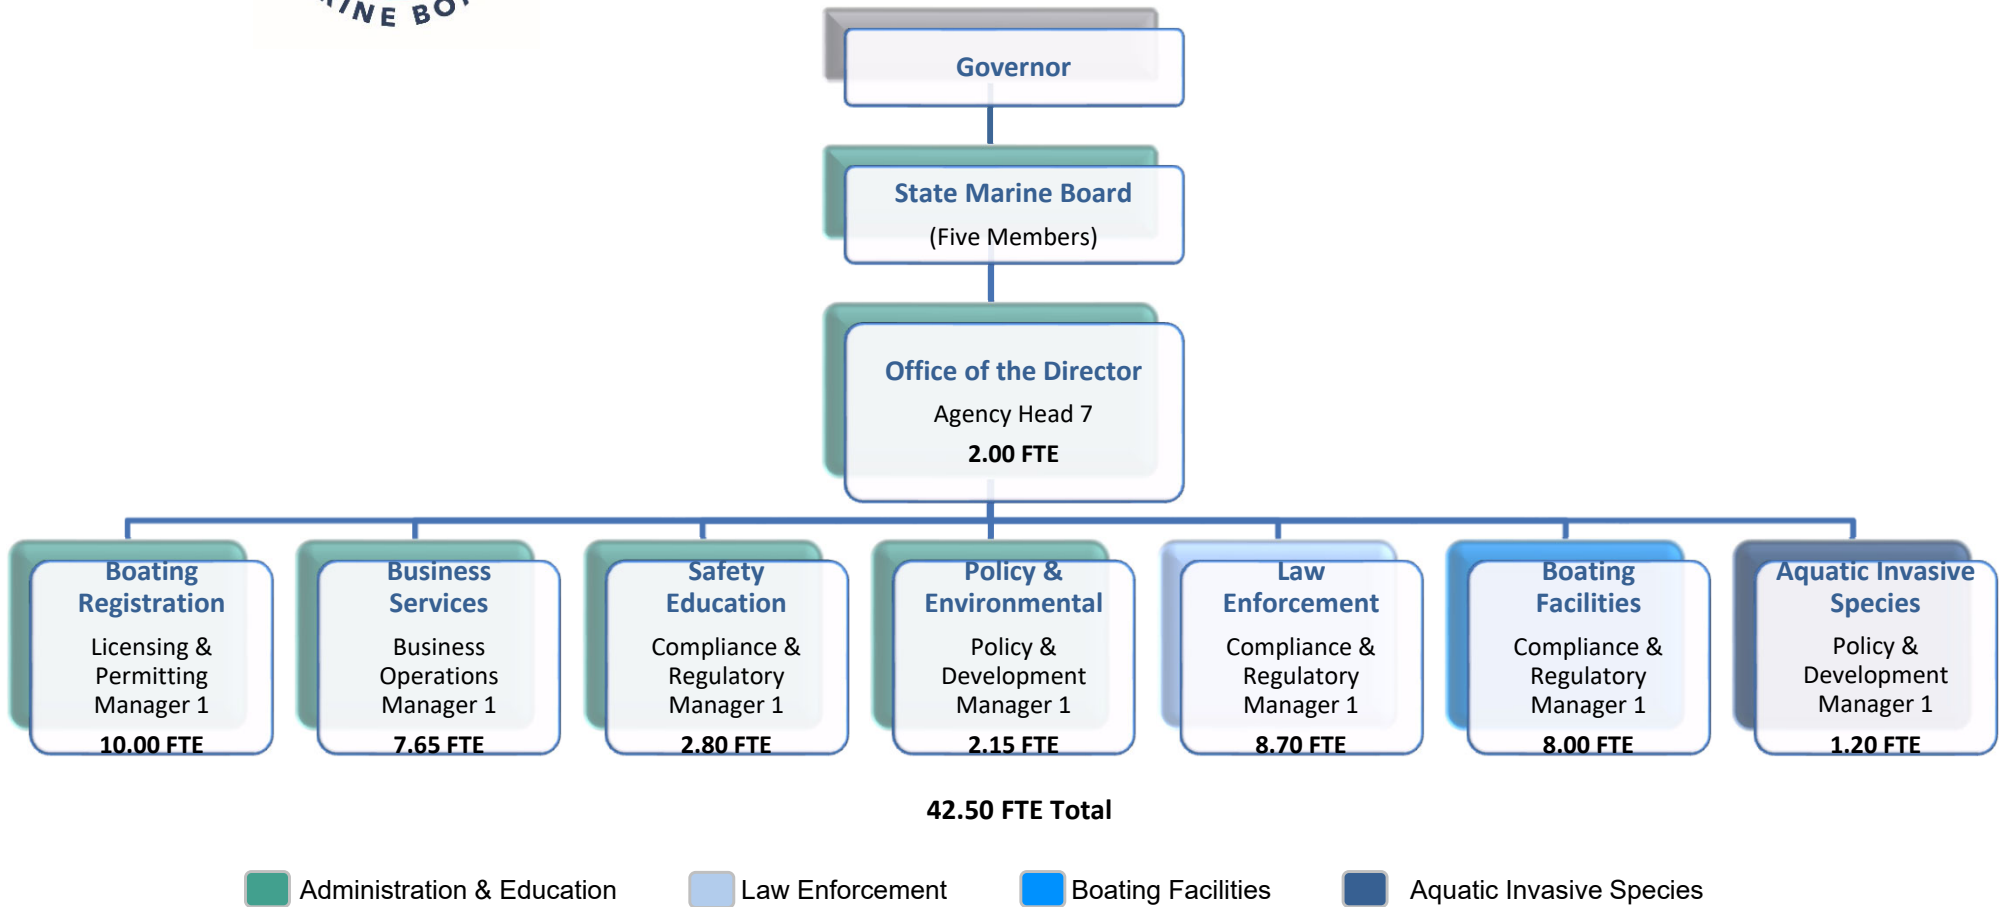 Governor
State Marine Board
(Five Members)
Office of the Director
Agency Head 7
2.00 FTE
Boating
Registration
Licensing &
Permitting
Manager 1
10.00 FTE
Business
Services
Business
Operations
Manager 1
7.65 FTE
Safety
Education
Compliance &
Regulatory
Manager 1
2.80 FTE
Policy &
Environmental
Policy &
Development
Manager 1
2.15 FTE
Law
Enforcement
Compliance &
Regulatory
Manager 1
8.70 FTE
Boating
Facilities
Compliance &
Regulatory
Manager 1
8.00 FTE
Aquatic Invasive
Species
Policy &
Development
Manager 1
1.20 FTE
42.50 FTE Total
Administration & Education
Law Enforcement
Boating Facilities
Aquatic Invasive Species